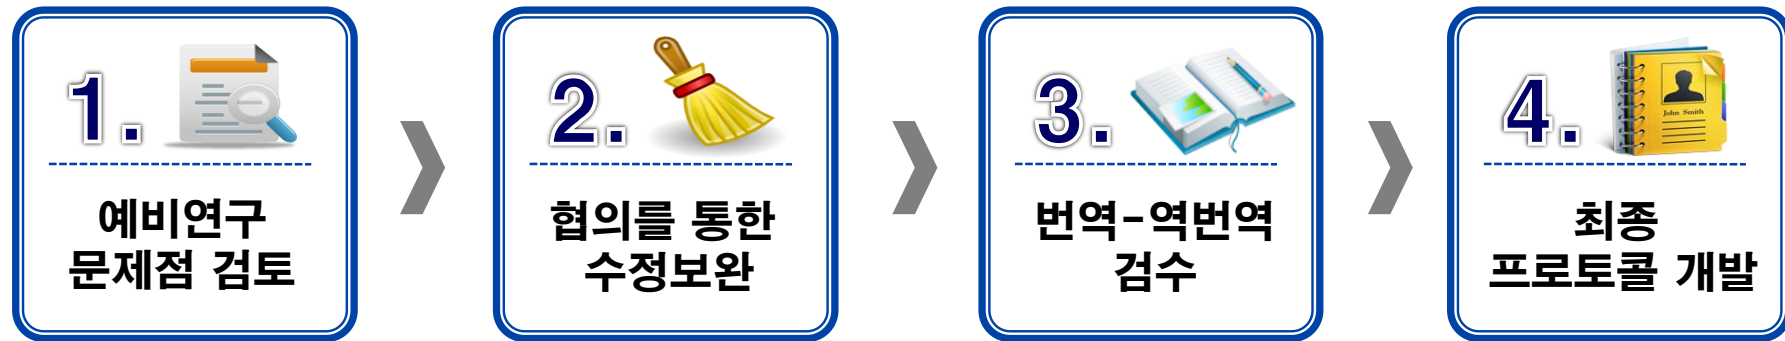 1.
예비연구
문제점 검토
2.
협의를 통한
수정보완
3.
번역-역번역
검수
4.
John Smith
최종
프로토콜 개발